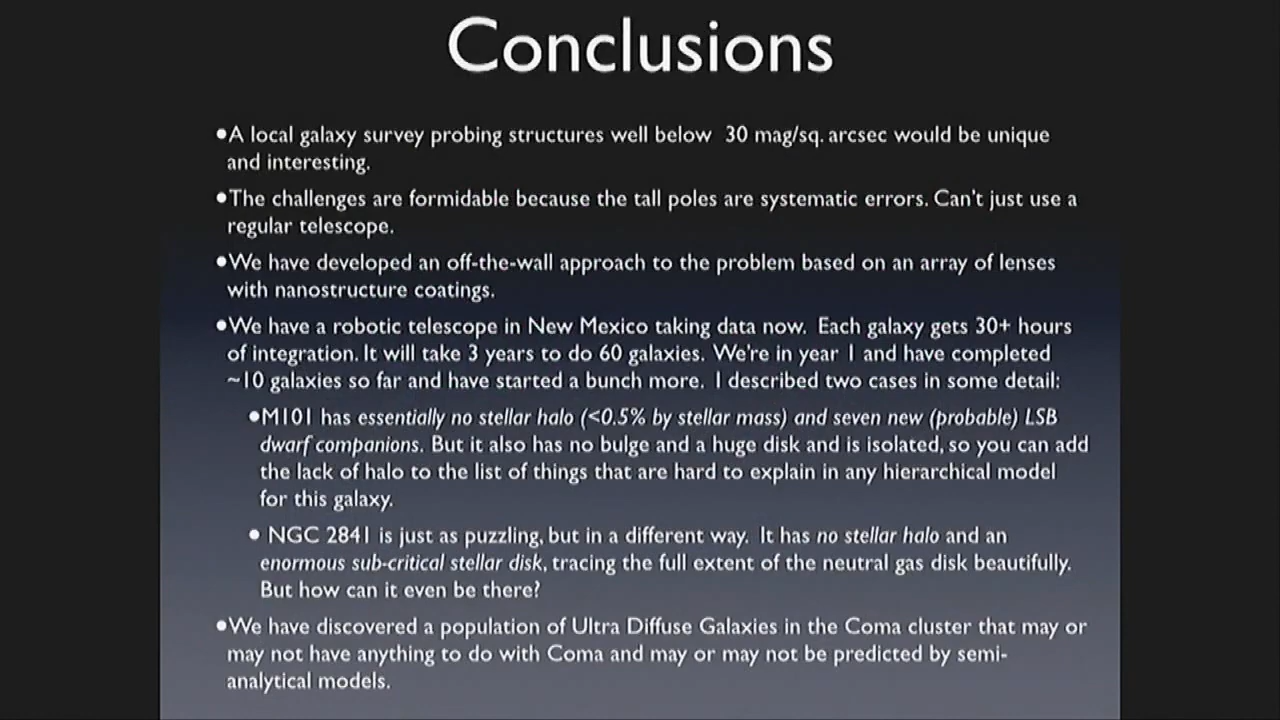 Conclusions
•A local galaxy survey probing structures well below 30 mag/sq. arcsec would be unique
and interesting.
•The challenges are formidable because the tall poles are systematic errors. Can't just use a
regular telescope.
•We have developed an off-the-wall approach to the problem based on an array of lenses
with nanostructure coatings.
•We have a robotic telescope in New Mexico taking data now. Each galaxy gets 30+ hours
of integration. It will take 3 years to do 60 galaxies. We're in year 1 and have completed
~10 galaxies so far and have started a bunch more. I described two cases in some detail:
•M101 has essentially no stellar halo (<0.5% by stellar mass) and seven new (probable) LSB
dwarf companions. But it also has no bulge and a huge disk and is isolated, so you can add
the lack of halo to the list of things that are hard to explain in any hierarchical model
for this galaxy.
• NGC 2841 is just as puzzling, but in a different way. It has no stellar halo and an
enormous sub-critical stellar disk, tracing the full extent of the neutral gas disk beautifully.
But how can it even be there?
•We have discovered a population of Ultra Diffuse Galaxies in the Coma cluster that may or
may not have anything to do with Coma and may or may not be predicted by semi-
analytical models.